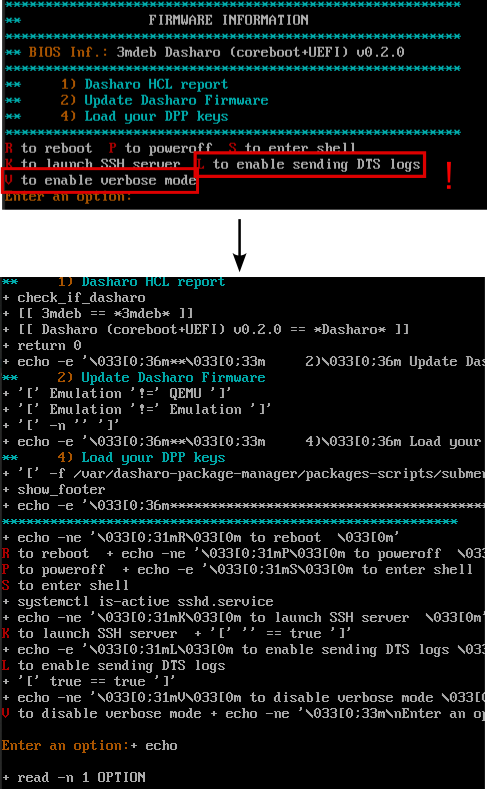 *********************************************************
**                FIRMWARE INFORMATION
*********************************************************
** BIOS Inf.: 3mdeb Dasharo (coreboot+UEFI) v0.2.0
*********************************************************
**     1) Dasharo HCL report
**     2) Update Dasharo Firmware
**     4) Load your DPP keys
*********************************************************
R to reboot  P to poweroff  S to enter shell
K to launch SSH server  L to enable sending DTS logs
V to enable verbose mode
!
Enter an option:
**     1) Dasharo HCL report
+ check_if_dasharo
+ [[ 3mdeb == *3mdeb* ]]
+ [[ Dasharo (coreboot+UEFI) v0.2.0 == *Dasharo* ]]
+ return 0
+ echo -e '\033[0;36m**\033[0;33m     2)\033[0;36m Update Das
**     2) Update Dasharo Firmware
+ '[' Emulation '!=' QEMU ']'
+ '[' Emulation '!=' Emulation ']'
+ '[' -n '' ']'
+ echo -e '\033[0;36m**\033[0;33m     4)\033[0;36m Load your
**     4) Load your DPP keys
+ '[' -f /var/dasharo-package-manager/packages-scripts/subme
+ show_footer
+ echo -e '\033[0;36m***************************************
*********************************************************
+ echo -ne '\033[0;31mR\033[0m to reboot  \033[0m'
R to reboot  + echo -ne '\033[0;31mP\033[0m to poweroff  \03
P to poweroff  + echo -e '\033[0;31mS\033[0m to enter shell
S to enter shell
+ systemctl is-active sshd.service
+ echo -ne '\033[0;31mK\033[0m to launch SSH server  \033[0m'
K to launch SSH server  + '[' '' == true ']'
+ echo -e '\033[0;31mL\033[0m to enable sending DTS logs \03
L to enable sending DTS logs
+ '[' true == true ']'
+ echo -ne '\033[0;31mV\033[0m to disable verbose mode \033[0
V to disable verbose mode + echo -ne '\033[0;33m\nEnter an op
Enter an option:+ echo
+ read -n 1 OPTION